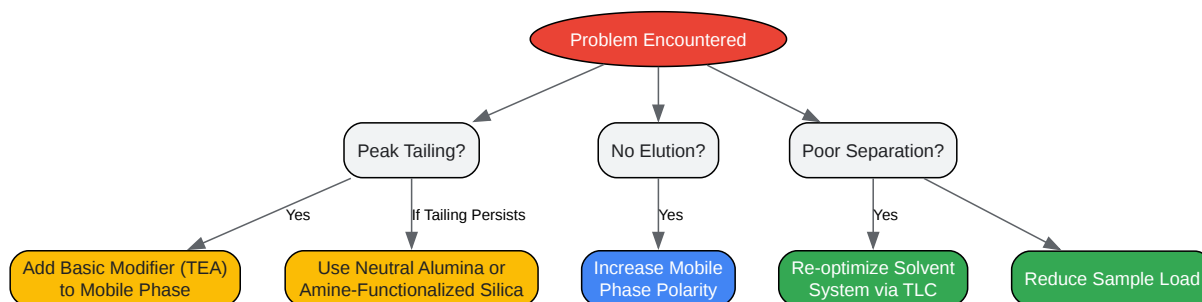 Problem Encountered
Peak Tailing?
No Elution?
Poor Separation?
Yes
If Tailing Persists
Yes
Yes
Add Basic Modifier (TEA)
to Mobile Phase
Use Neutral Alumina or
Amine-Functionalized Silica
Increase Mobile
Phase Polarity
Re-optimize Solvent
System via TLC
Reduce Sample Load